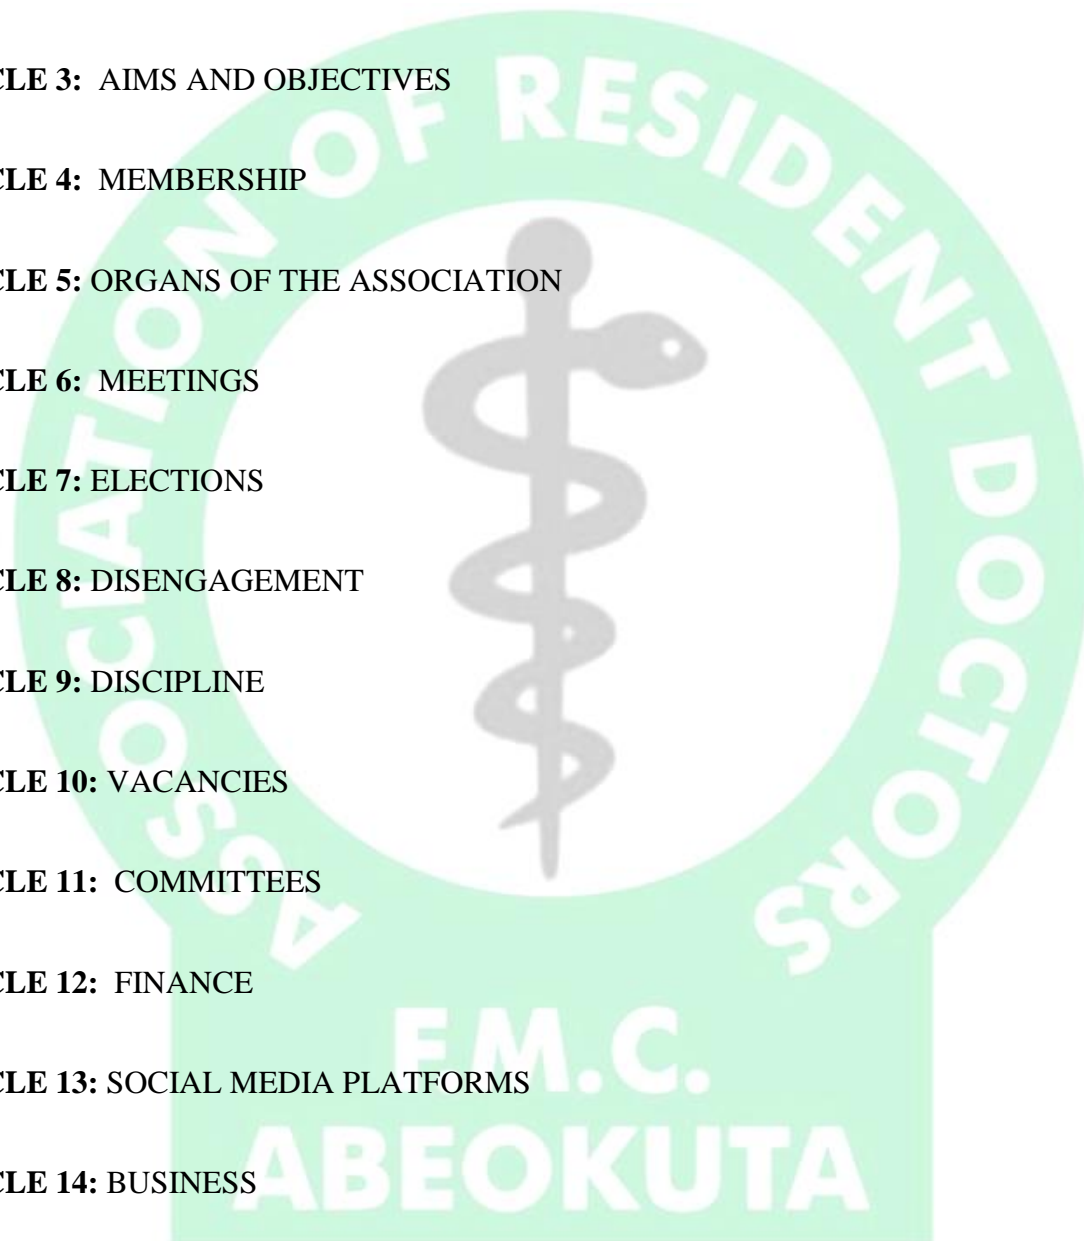 CLE 3: AIMS AND OBJECTIVES
CLE 4: MEMBERSHIP
CLE 5: ORGANS OF THE ASSOCIATION
CLE 6: MEETINGS
CLE 7: ELECTIONS
CLE 8: DISENGAGEMENT
CLE 9: DISCIPLINE
CLE 10: VACANCIES
CLE 11: COMMITTEES
CLE 12: FINANCE
CLE 13: SOCIAL MEDIA PLATFORMS
CLE 14: BUSINESS
ASSOCIATION OF RESIDENT DOCTORS
F.M.C.
ABEOKUTA